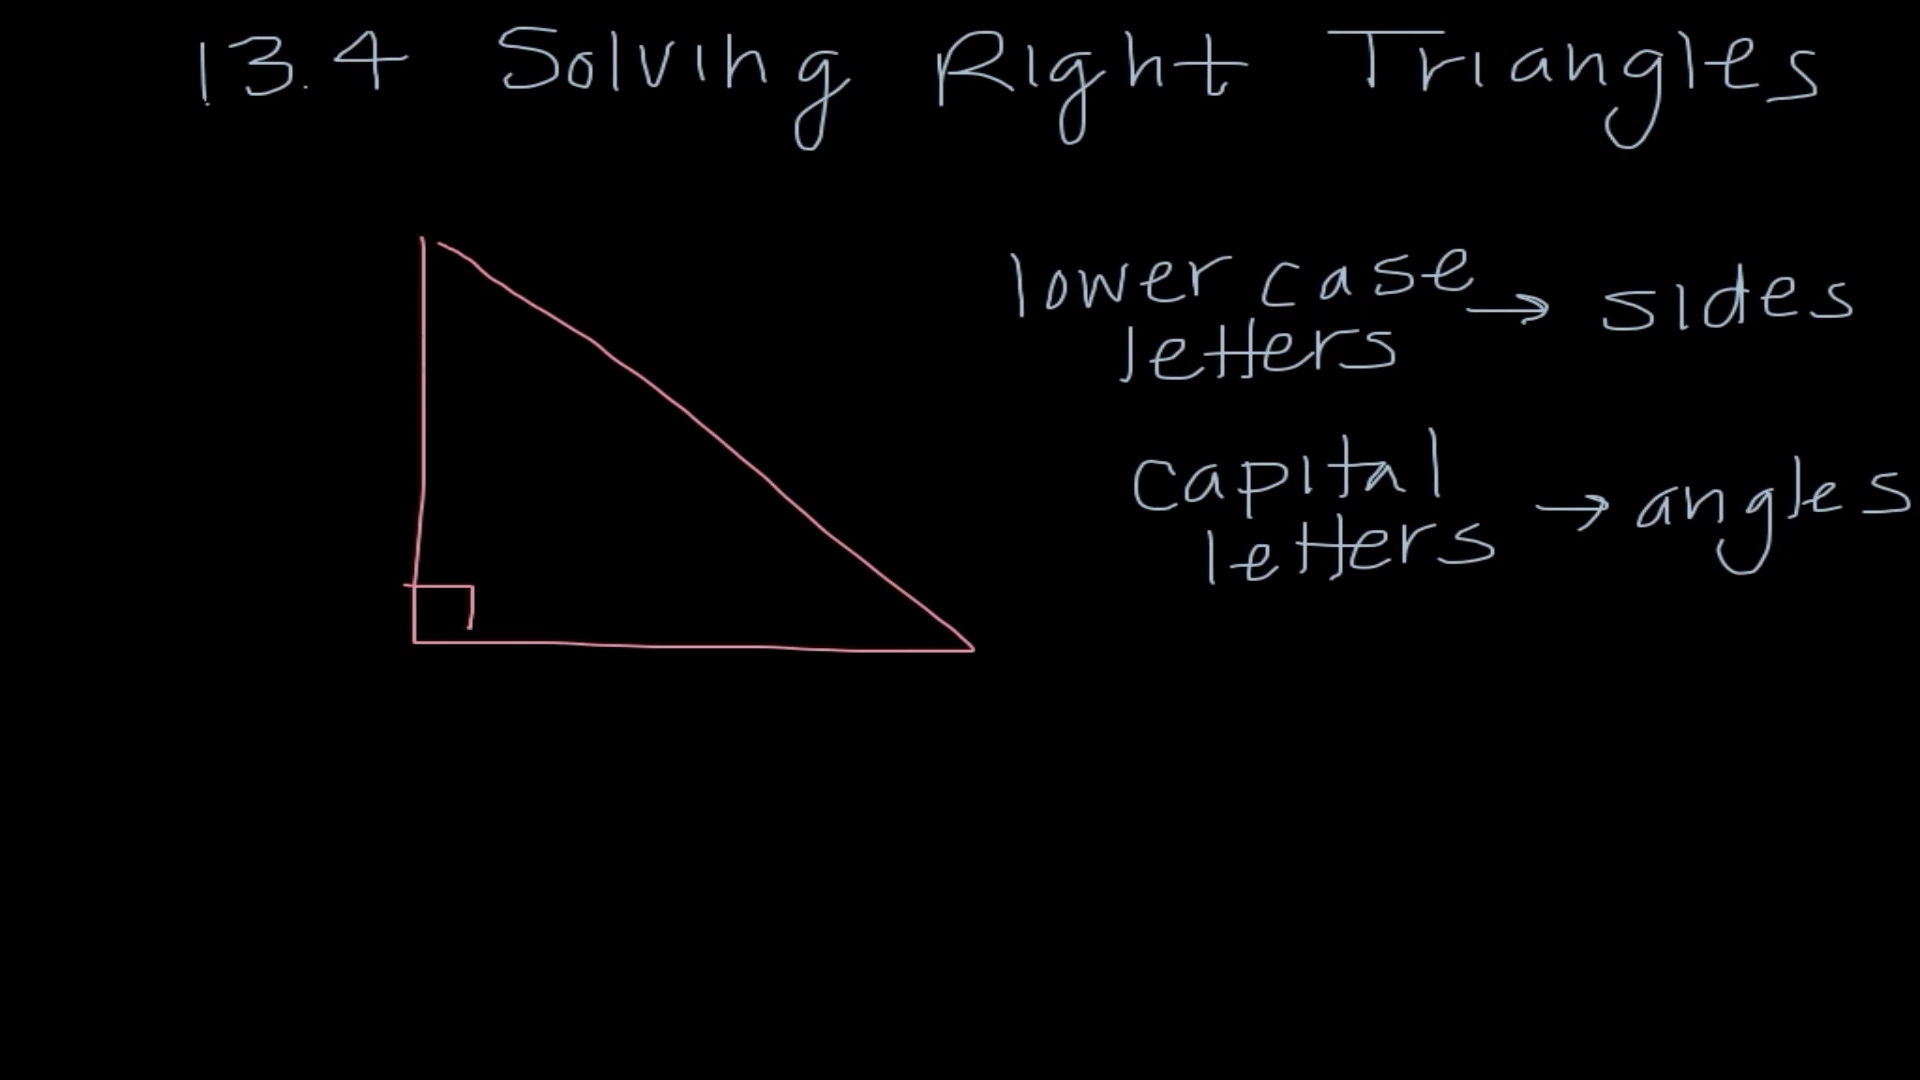 13.4 Solving Right Triangles
lower case → sides
letters
capital → angles
letters